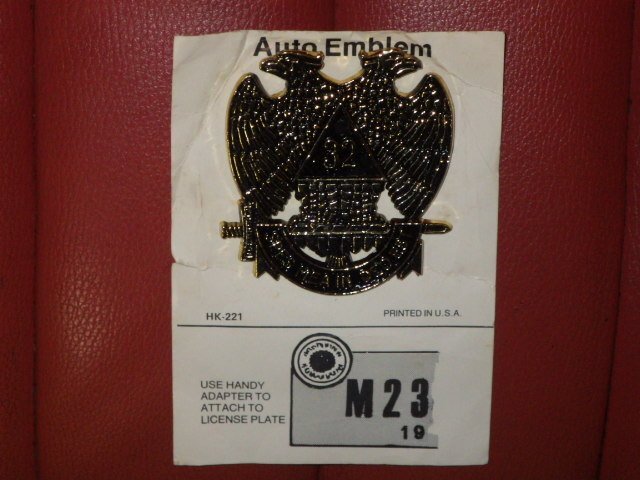 Auto Emblem
32
HK-221
PRINTED IN U.S.A.
USE HANDY
ADAPTER TO
ATTACH TO
LICENSE PLATE
M23
19